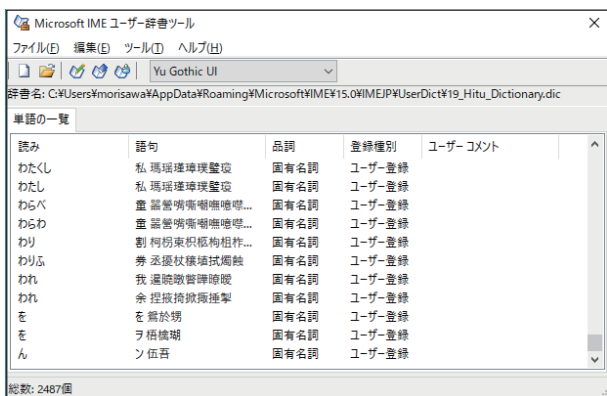 Microsoft IME ユーザー辞書ツール
ファイル(F) 編集(E) ツール(T) ヘルプ(H)
Yu Gothic UI
辞書名: C:¥Users¥morisawa¥AppData¥Roaming¥Microsoft¥IME¥15.0¥IMEJP¥UserDict¥19_Hitu_Dictionary.dic
単語の一覧
読み 語句 品詞 登録種別 ユーザー コメント
わたくし 私 固有名詞 ユーザー登録
わたし 私 固有名詞 ユーザー登録
わらべ 童 固有名詞 ユーザー登録
わらわ 童 固有名詞 ユーザー登録
わり 割 固有名詞 ユーザー登録
わりふ 券 固有名詞 ユーザー登録
われ 我 固有名詞 ユーザー登録
われ 余 固有名詞 ユーザー登録
を を 固有名詞 ユーザー登録
を ヲ 固有名詞 ユーザー登録
ん ン 伍吾 固有名詞 ユーザー登録
総数: 2487個